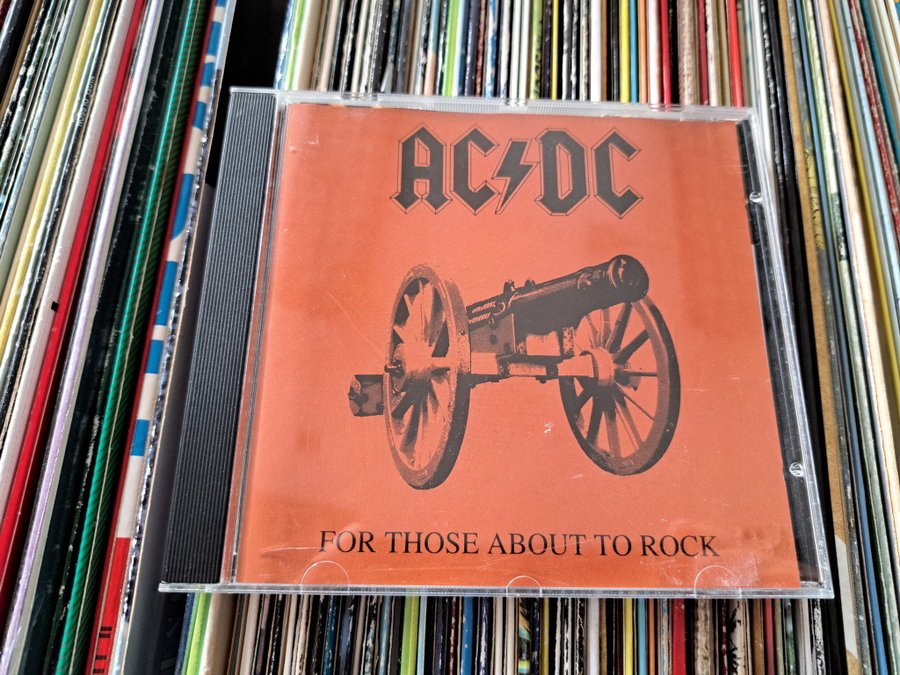 AC⚡DC
FOR THOSE ABOUT TO ROCK